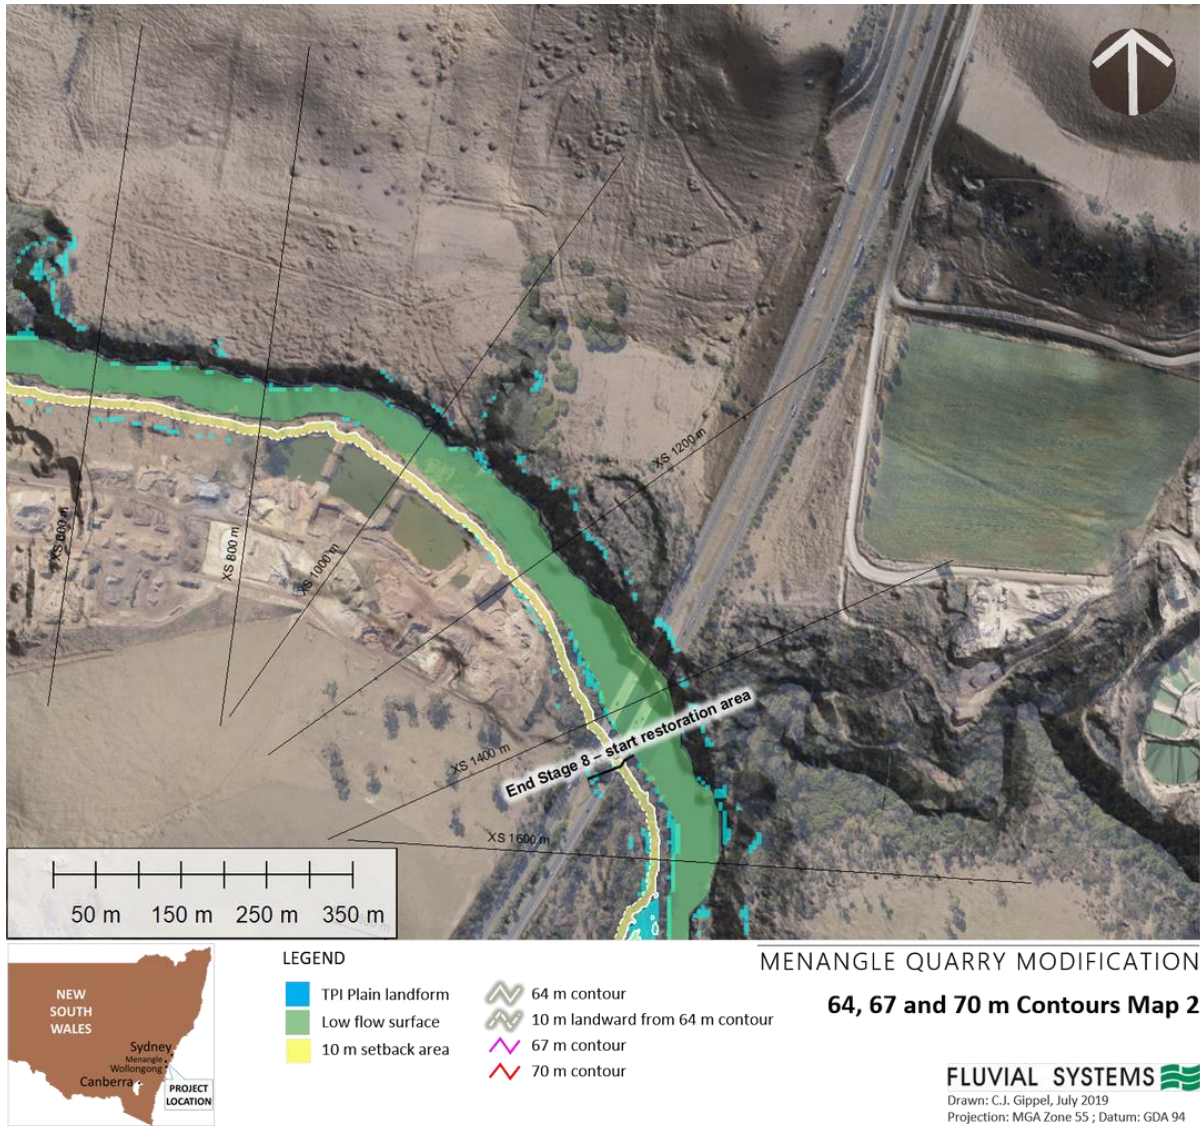 XS 1200 m
XS 600 m
XS 800 m
XS 1000 m
End Stage 8 – start restoration area
XS 1400 m
XS 1600 m
50 m 150 m 250 m 350 m
LEGEND
TPI Plain landform
Low flow surface
10 m setback area
64 m contour
10 m landward from 64 m contour
67 m contour
70 m contour
NEW
SOUTH
WALES
Sydney
Menangle
Wollongong
Canberra
PROJECT
LOCATION
MENANGLE QUARRY MODIFICATION
64, 67 and 70 m Contours Map 2
FLUVIAL SYSTEMS
Drawn: C.J. Gippel, July 2019
Projection: MGA Zone 55 ; Datum: GDA 94